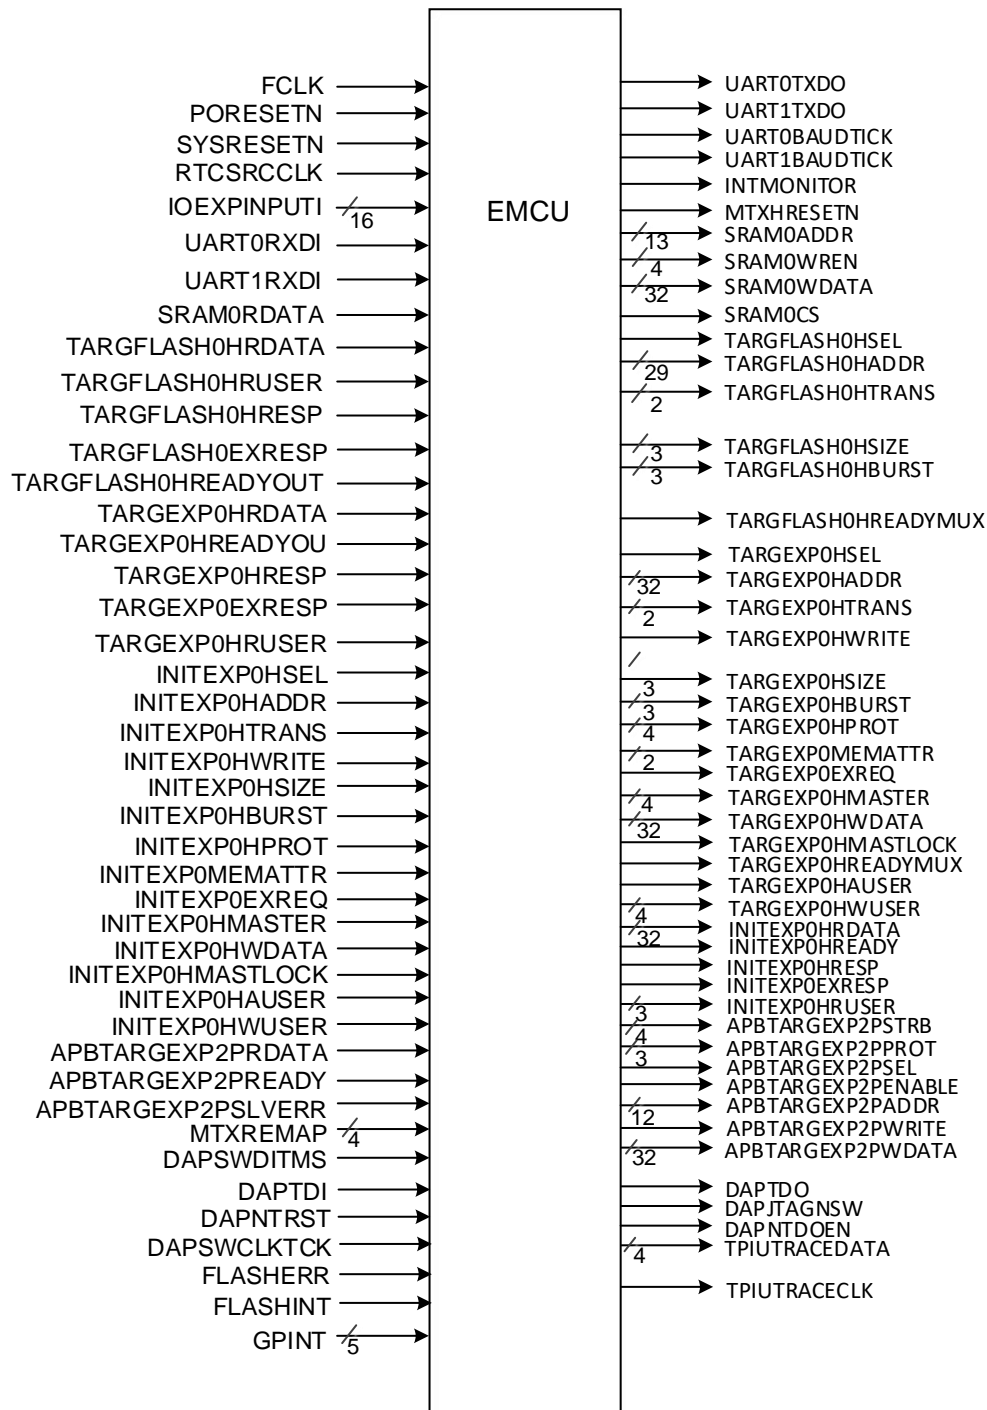 EMCU
FCLK
PORESETN
SYSRESETN
RTCSRCCLK
IOEXPINPUTI
16
UART0RXDI
UART1RXDI
SRAM0RDATA
TARGFLASH0HRDATA
TARGFLASH0HRUSER
TARGFLASH0HRESP
TARGFLASH0EXRESP
TARGFLASH0HREADYOUT
TARGEXP0HRDATA
TARGEXP0HREADYOU
TARGEXP0HRESP
TARGEXP0EXRESP
TARGEXP0HRUSER
INITEXP0HSEL
INITEXP0HADDR
INITEXP0HTRANS
INITEXP0HWRITE
INITEXP0HSIZE
INITEXP0HBURST
INITEXP0HPROT
INITEXP0MEMATTR
INITEXP0EXREQ
INITEXP0HMASTER
INITEXP0HWDATA
INITEXP0HMASTLOCK
INITEXP0HAUSER
INITEXP0HWUSER
APBTARGEXP2PRDATA
APBTARGEXP2PREADY
APBTARGEXP2PSLVERR
MTXREMAP
4
DAPSWDITMS
DAPTDI
DAPNTRST
DAPSWCLKTCK
FLASHERR
FLASHINT
GPINT
5
UART0TXDO
UART1TXDO
UART0BAUDTICK
UART1BAUDTICK
INTMONITOR
MTXHRESETN
13
SRAM0ADDR
4
SRAM0WREN
32
SRAM0WDATA
SRAM0CS
TARGFLASH0HSEL
29
TARGFLASH0HADDR
2
TARGFLASH0HTRANS
3
TARGFLASH0HSIZE
3
TARGFLASH0HBURST
TARGFLASH0HREADYMUX
TARGEXP0HSEL
32
TARGEXP0HADDR
2
TARGEXP0HTRANS
TARGEXP0HWRITE
3
TARGEXP0HSIZE
3
TARGEXP0HBURST
4
TARGEXP0HPROT
2
TARGEXP0MEMATTR
TARGEXP0EXREQ
4
TARGEXP0HMASTER
32
TARGEXP0HWDATA
TARGEXP0HMASTLOCK
TARGEXP0HREADYMUX
TARGEXP0HAUSER
4
TARGEXP0HWUSER
32
INITEXP0HRDATA
INITEXP0HREADY
INITEXP0HRESP
INITEXP0EXRESP
3
INITEXP0HRUSER
4
APBTARGEXP2PSTRB
3
APBTARGEXP2PPROT
APBTARGEXP2PSEL
APBTARGEXP2PENABLE
12
APBTARGEXP2PADDR
APBTARGEXP2PWRITE
32
APBTARGEXP2PWDATA
DAPTDO
DAPJTAGNSW
DAPNTDOEN
4
TPIUTRACEDATA
TPIUTRACECLK